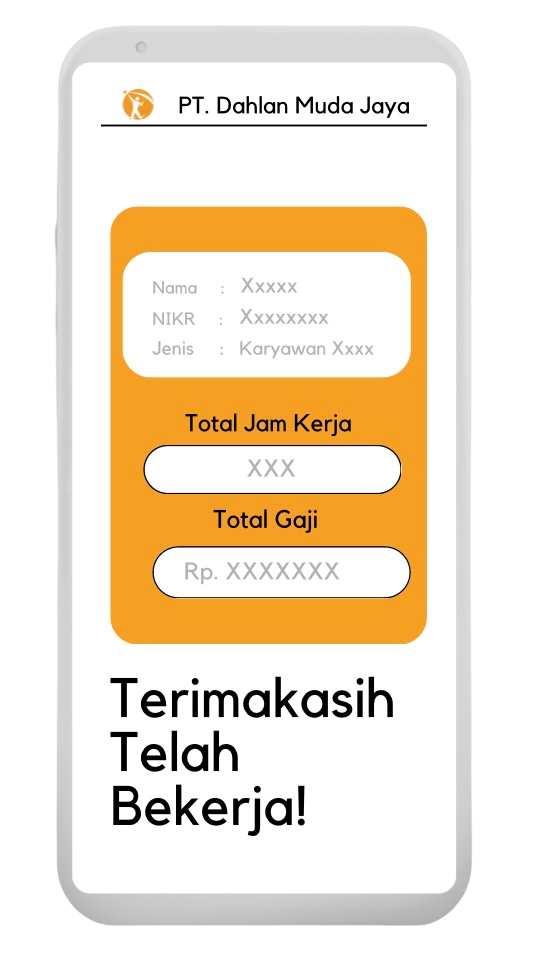 PT. Dahlan Muda Jaya
Nama : Xxxxx
NIKR : Xxxxxxxx
Jenis : Karyawan Xxxx
Total Jam Kerja
XXX
Total Gaji
Rp. XXXXXXX
Terimakasih
Telah
Bekerja!